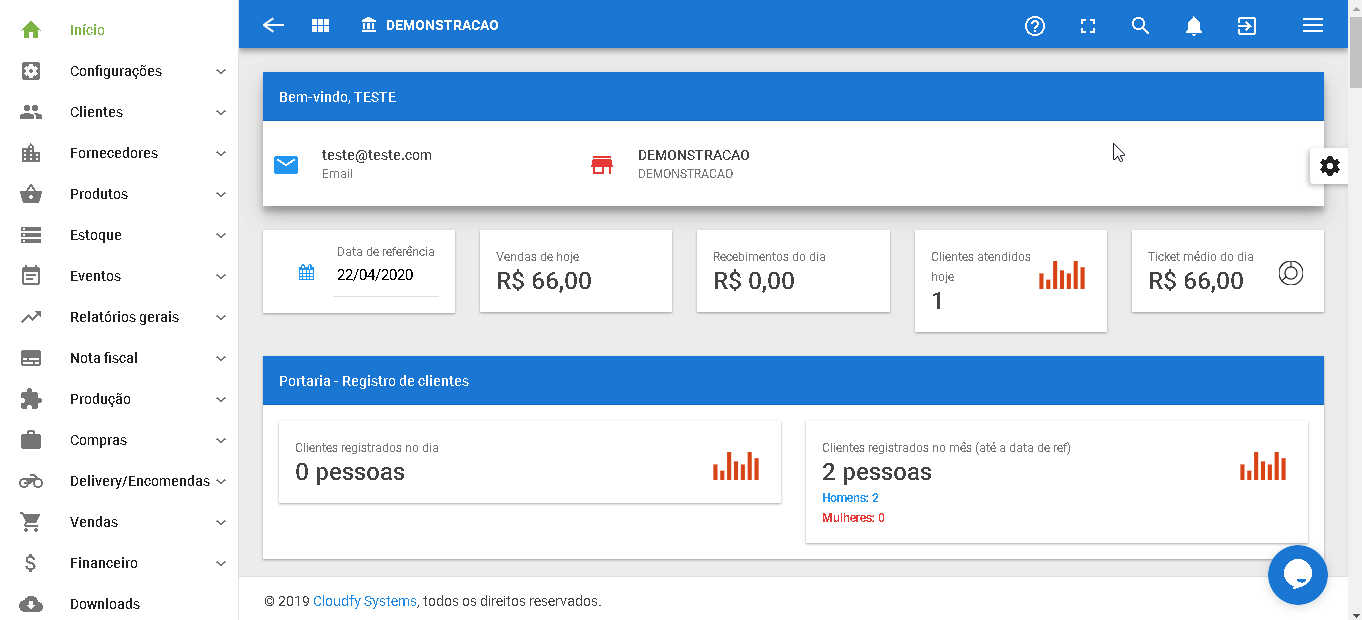 Início
Configurações
Clientes
Fornecedores
Produtos
Estoque
Eventos
Relatórios gerais
Nota fiscal
Produção
Compras
Delivery/Encomendas
Vendas
Financeiro
Downloads
DEMONSTRACAO
Bem-vindo, TESTE
teste@teste.com
Email
DEMONSTRACAO
DEMONSTRACAO
Data de referência
22/04/2020
Vendas de hoje
R$ 66,00
Recebimentos do dia
R$ 0,00
Clientes atendidos
hoje
1
Ticket médio do dia
R$ 66,00
Portaria - Registro de clientes
Clientes registrados no dia
0 pessoas
Clientes registrados no mês (até a data de ref)
2 pessoas
Homens: 2
Mulheres: 0
© 2019 Cloudfy Systems, todos os direitos reservados.